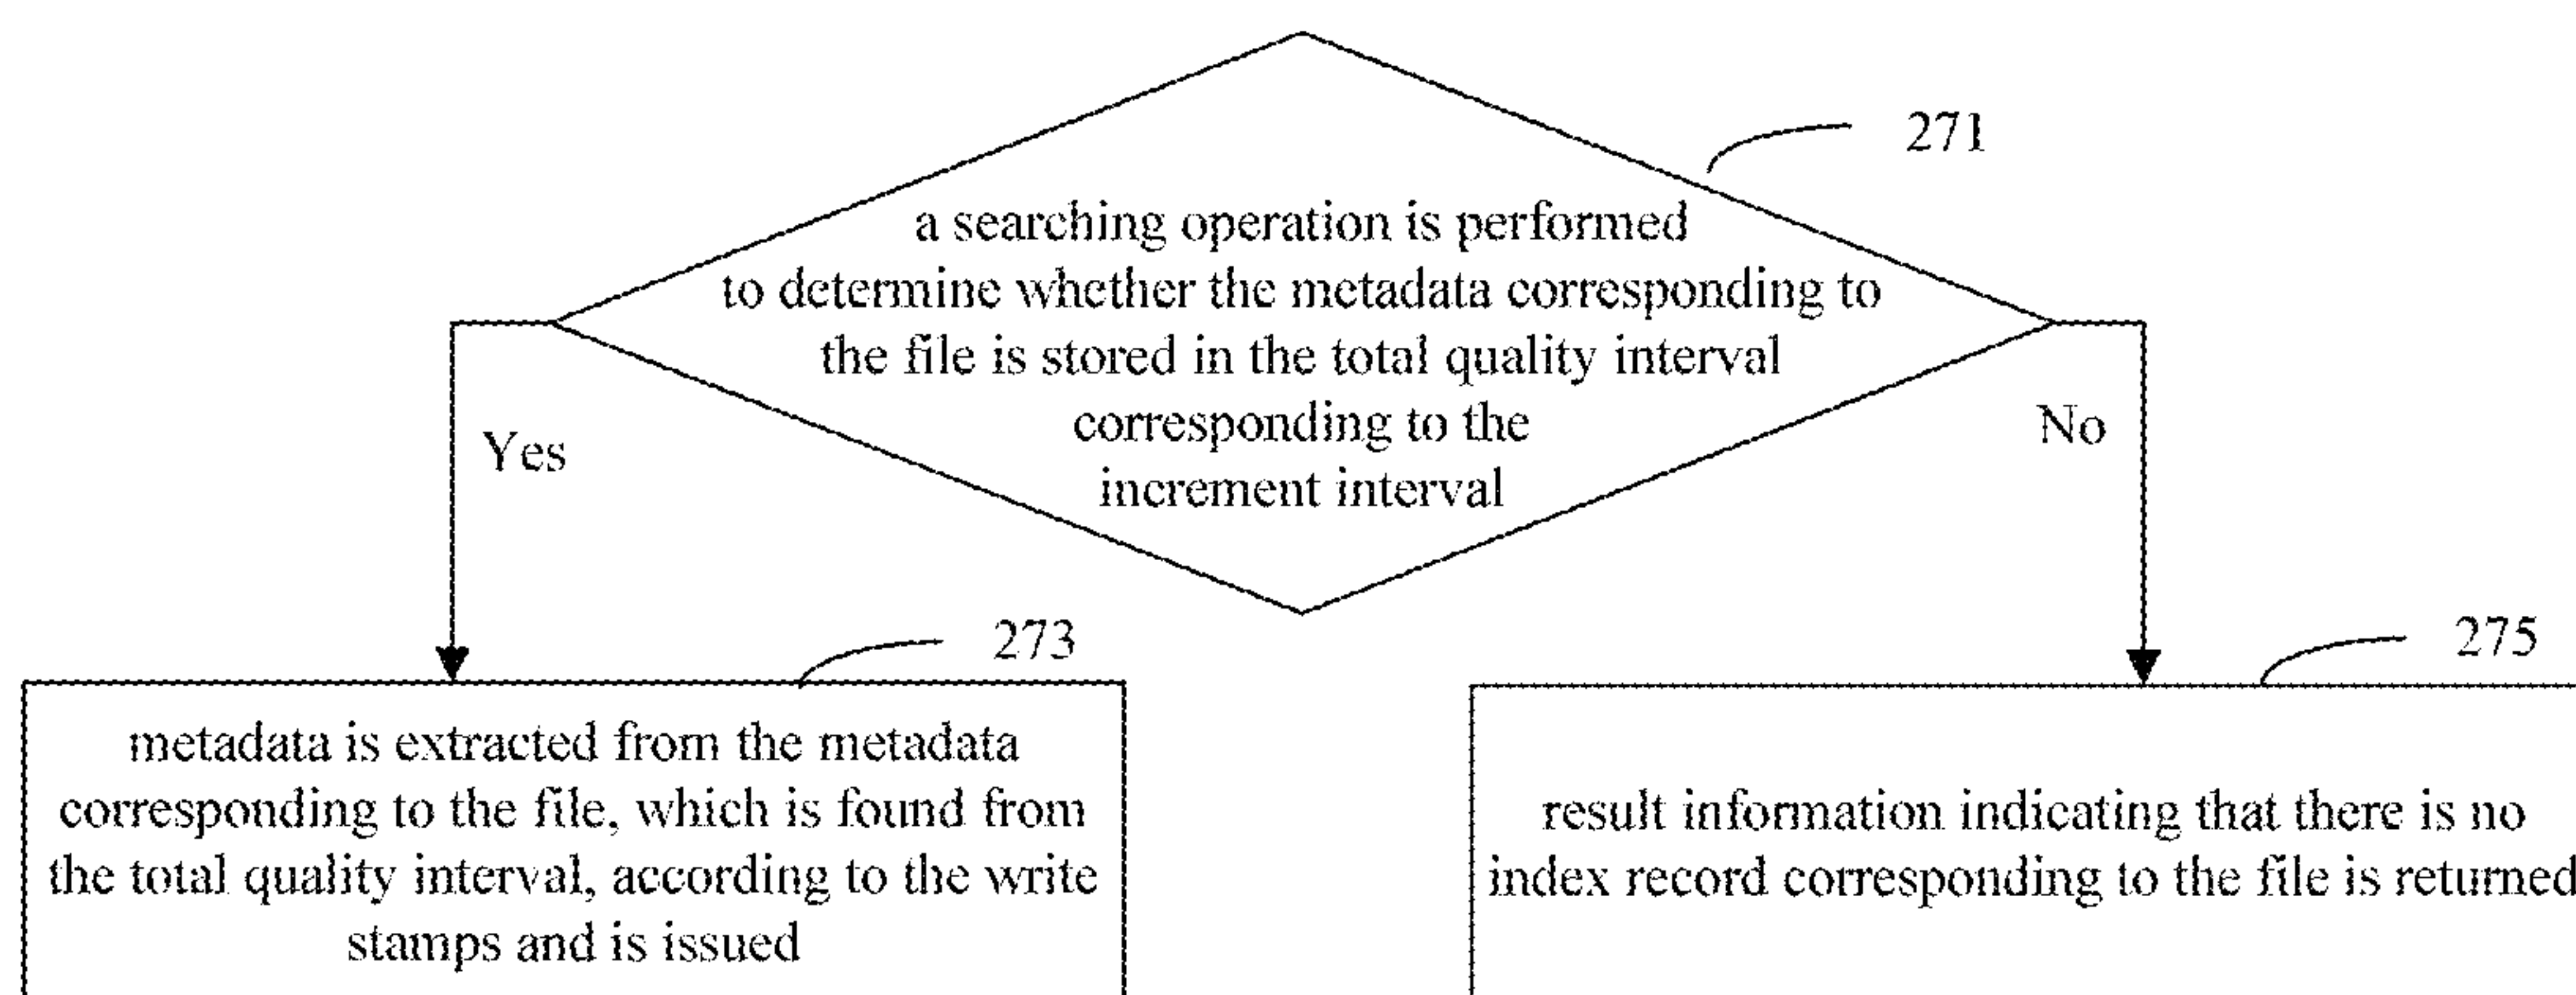 271
a searching operation is performed
to determine whether the metadata corresponding to
the file is stored in the total quality interval
corresponding to the
increment interval
Yes
No
273
275
metadata is extracted from the metadata
corresponding to the file, which is found from
the total quality interval, according to the write
stamps and is issued
result information indicating that there is no
index record corresponding to the file is returned